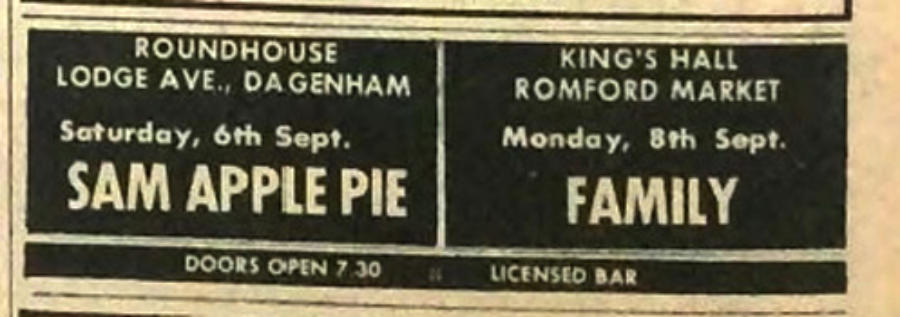 ROUNDHOUSE
LODGE AVE., DAGENHAM
Saturday, 6th Sept.
SAM APPLE PIE
KING'S HALL
ROMFORD MARKET
Monday, 8th Sept.
FAMILY
DOORS OPEN 7.30 :: LICENSED BAR